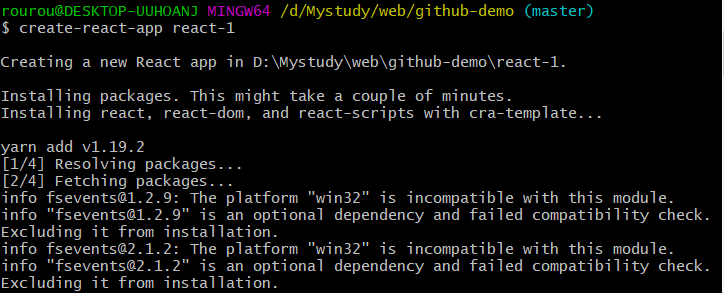 rourou@DESKTOP-UUHOANJ MINGW64 /d/Mystudy/web/github-demo (master)
$ create-react-app react-1
Creating a new React app in D:\Mystudy\web\github-demo\react-1.
Installing packages. This might take a couple of minutes.
Installing react, react-dom, and react-scripts with cra-template...
yarn add v1.19.2
[1/4] Resolving packages...
[2/4] Fetching packages...
info fsevents@1.2.9: The platform "win32" is incompatible with this module.
info "fsevents@1.2.9" is an optional dependency and failed compatibility check.
Excluding it from installation.
info fsevents@2.1.2: The platform "win32" is incompatible with this module.
info "fsevents@2.1.2" is an optional dependency and failed compatibility check.
Excluding it from installation.